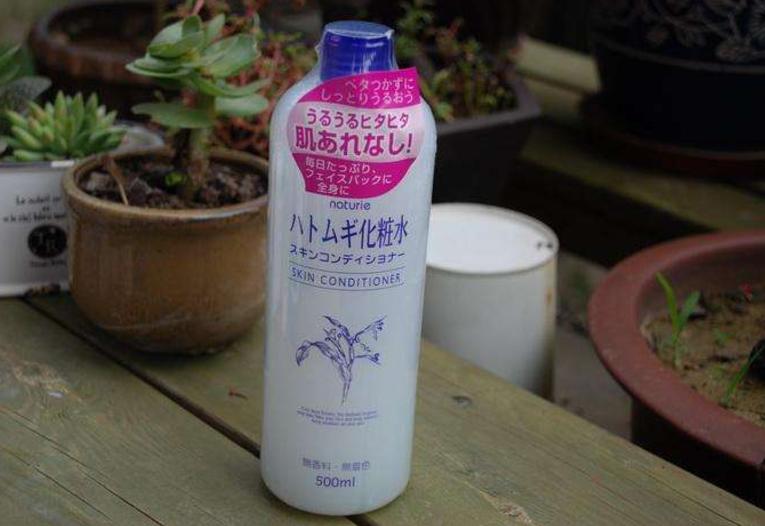 ベタつかずに
しっとりうるおう
うるうるヒタヒタ
肌あれなし!
毎日たっぷり、
フェイスパックに
全身に
naturie
ハトムギ化粧水
スキンコンディショナー
SKIN CONDITIONER
無香料・無着色
500ml